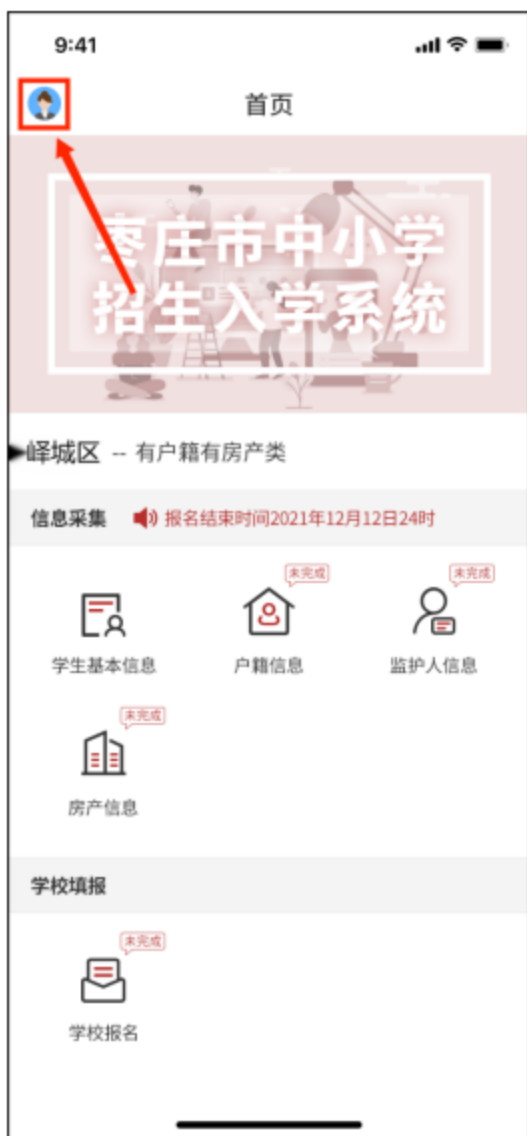 9:41
首页
枣庄市中小学
招生入学系统
峄城区 -- 有户籍有房产类
信息采集 报名结束时间2021年12月12日24时
未完成 未完成
学生基本信息 户籍信息 监护人信息
未完成
房产信息
学校填报
未完成
学校报名